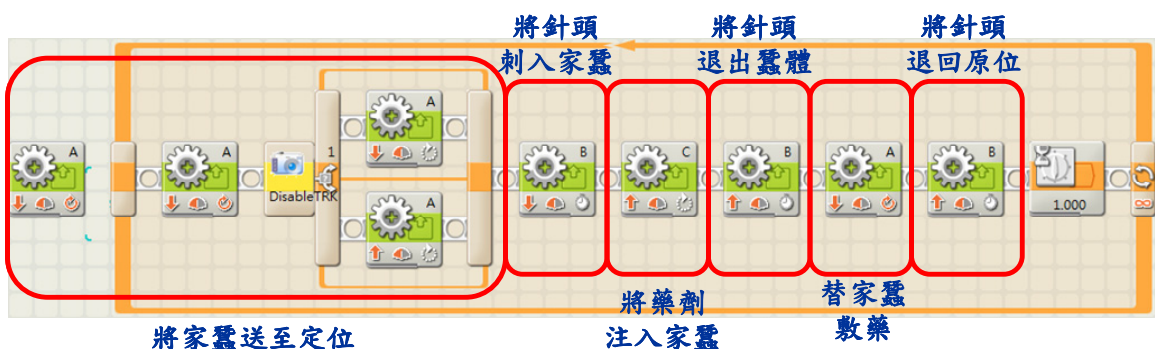 將針頭
刺入家蠶
將針頭
退出蠶體
將針頭
退回原位
A
A
DisableTRK
1
A
A
B
C
B
A
B
1.000
將家蠶送至定位
將藥劑
注入家蠶
替家蠶
敷藥